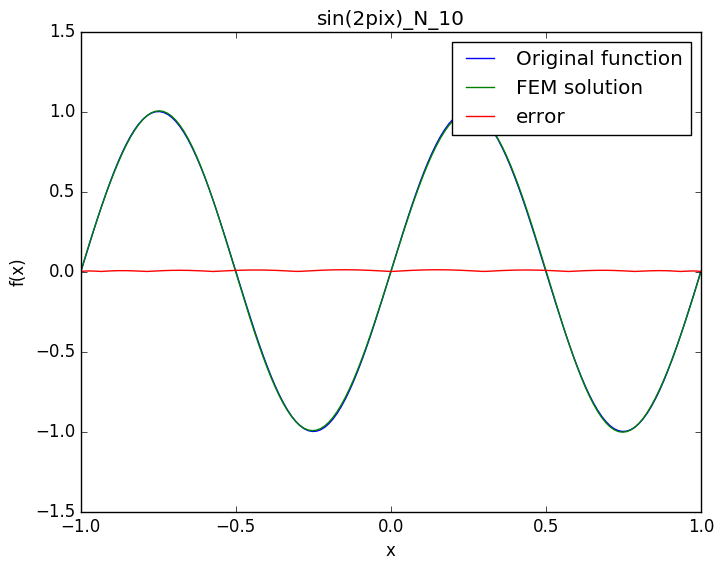 sin(2pix)_N_10
1.5
Original function
FEM solution
error
1.0
0.5
0.0
f(x)
−0.5
−1.0
−1.5
−1.0 −0.5 0.0 0.5 1.0
x